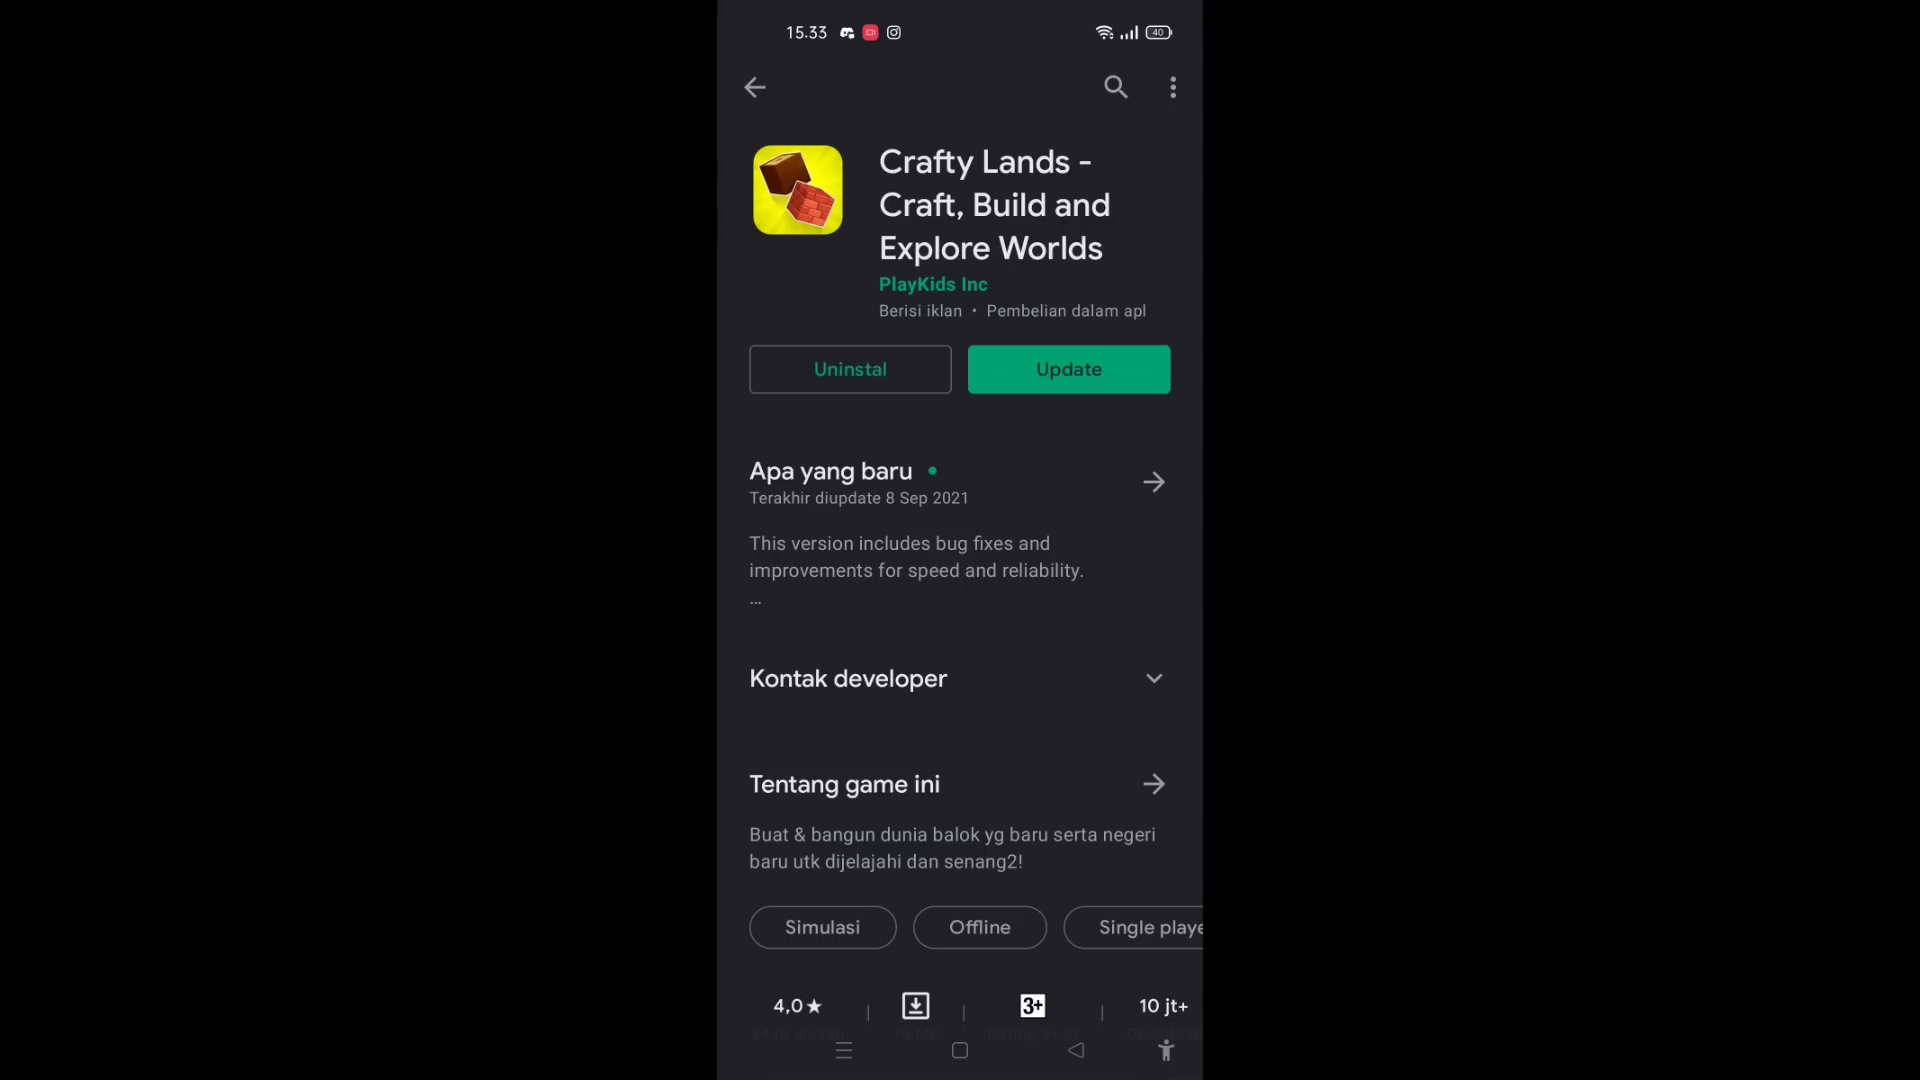 15.33
40
Crafty Lands -
Craft, Build and
Explore Worlds
PlayKids Inc
Berisi iklan • Pembelian dalam apl
Uninstal
Update
Apa yang baru
Terakhir diupdate 8 Sep 2021
This version includes bug fixes and
improvements for speed and reliability.
...
Kontak developer
Tentang game ini
Buat & bangun dunia balok yg baru serta negeri
baru utk dijelajahi dan senang2!
Simulasi
Offline
Single playe
4,0★
3+
10 jt+